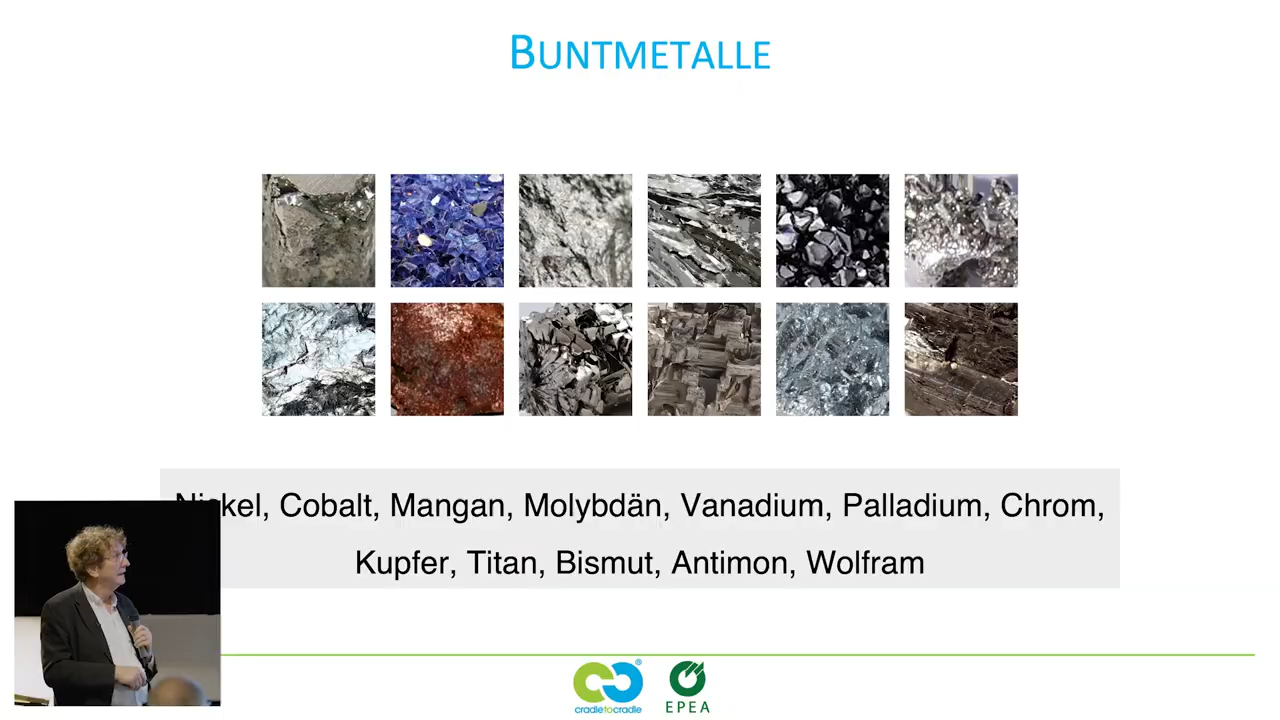 BUNTMETALLE
Nickel, Cobalt, Mangan, Molybdän, Vanadium, Palladium, Chrom,
Kupfer, Titan, Bismut, Antimon, Wolfram
cradletocradle®
EPEA